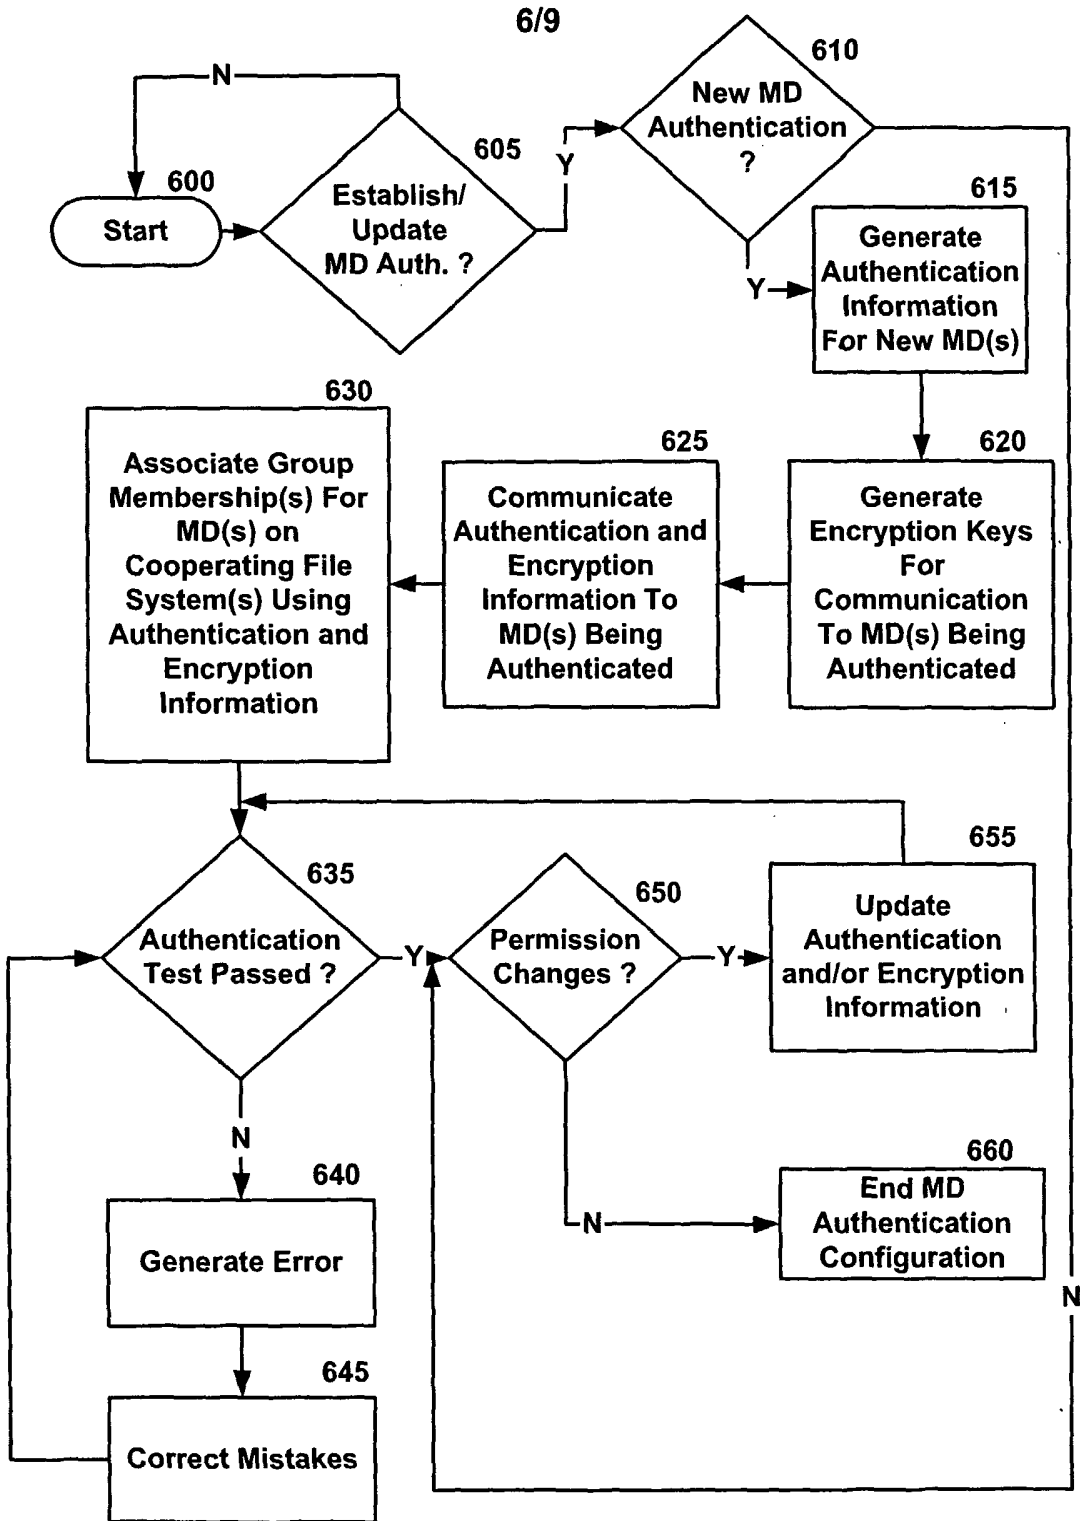 6/9
N
600
Start
605
Establish/
Update
MD Auth. ?
Y
610
New MD
Authentication
?
Y
615
Generate
Authentication
Information
For New MD(s)
630
Associate Group
Membership(s) For
MD(s) on
Cooperating File
System(s) Using
Authentication and
Encryption
Information
625
Communicate
Authentication and
Encryption
Information To
MD(s) Being
Authenticated
620
Generate
Encryption Keys
For
Communication
To MD(s) Being
Authenticated
635
Authentication
Test Passed ?
Y
650
Permission
Changes ?
Y
655
Update
Authentication
and/or Encryption
Information
N
640
Generate Error
N
660
End MD
Authentication
Configuration
N
645
Correct Mistakes